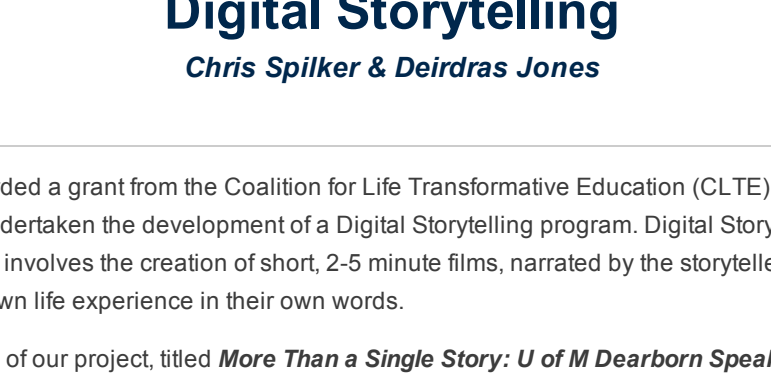 Digital Storytelling
Chris Spilker & Deirdras Jones
ded a grant from the Coalition for Life Transformative Education (CLTE)
dertaken the development of a Digital Storytelling program. Digital Story
involves the creation of short, 2-5 minute films, narrated by the storytelle
wn life experience in their own words.
of our project, titled More Than a Single Story: U of M Dearborn Speak